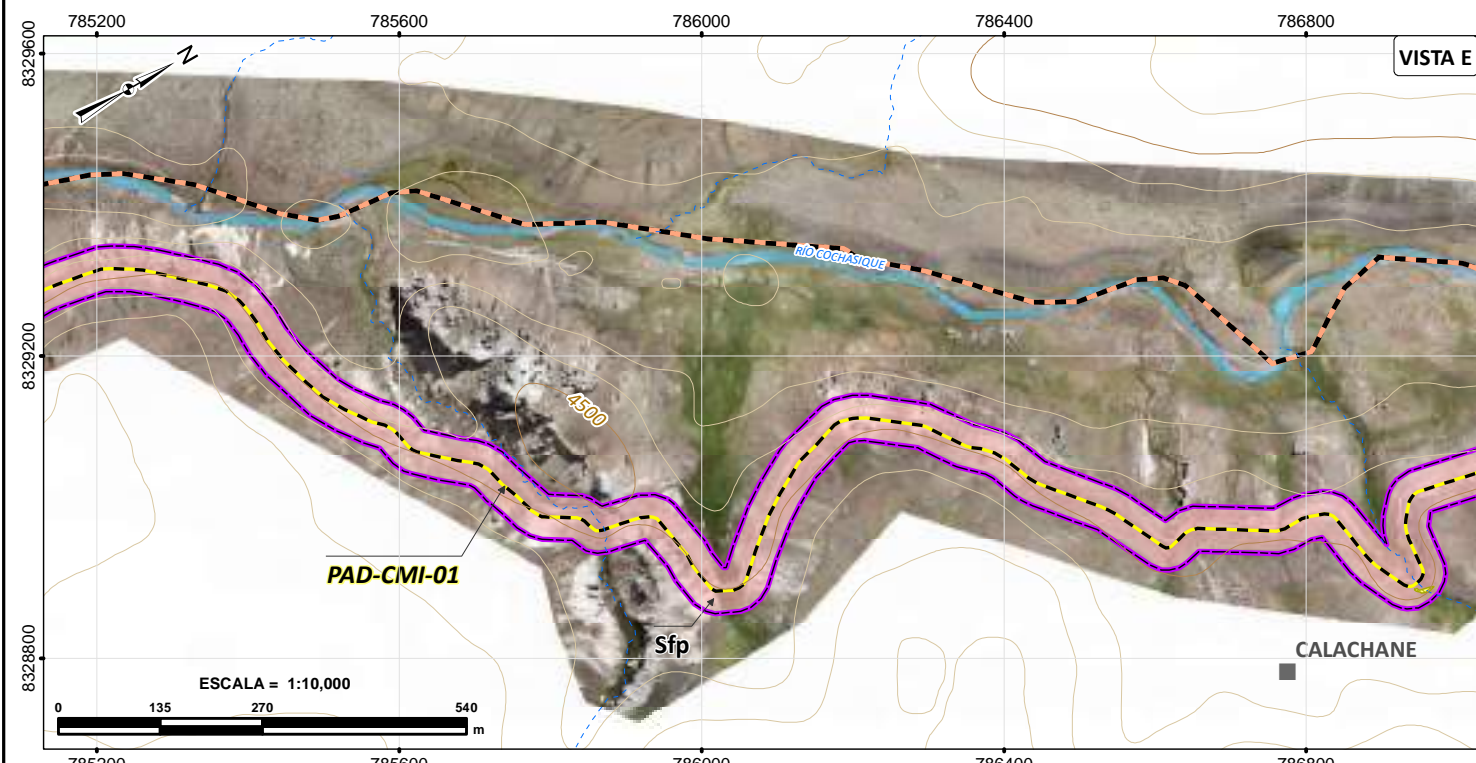 785200 785600 786000 786400 786800
8329600
N
VISTA E
RÍO COCHASIQUE
8329200
4500
PAD-CMI-01
Sfp
8328800
CALACHANE
ESCALA = 1:10,000
0 135 270 540
m
785200 785600 786000 786400 786800